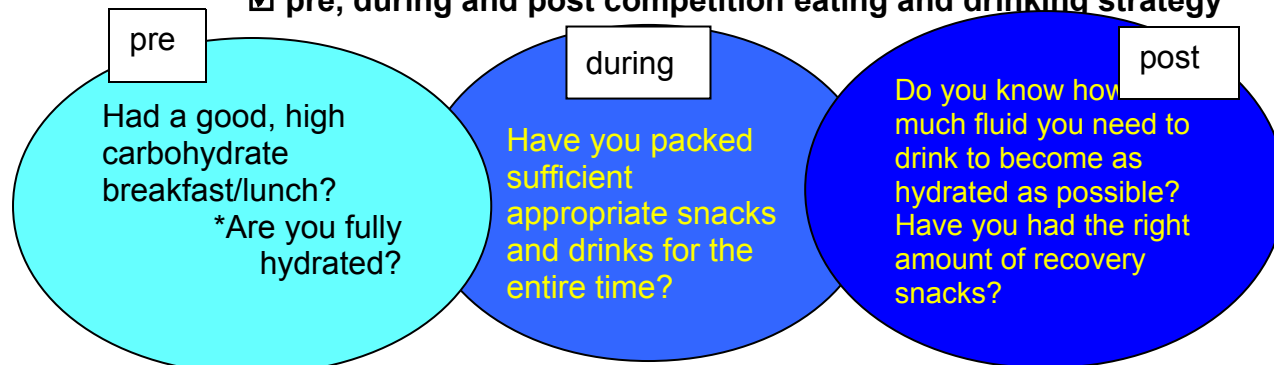 ☑ pre, during and post competition eating and drinking strategy
pre
Had a good, high
carbohydrate
breakfast/lunch?
*Are you fully
hydrated?
during
Have you packed
sufficient
appropriate snacks
and drinks for the
entire time?
post
Do you know how
much fluid you need to
drink to become as
hydrated as possible?
Have you had the right
amount of recovery
snacks?